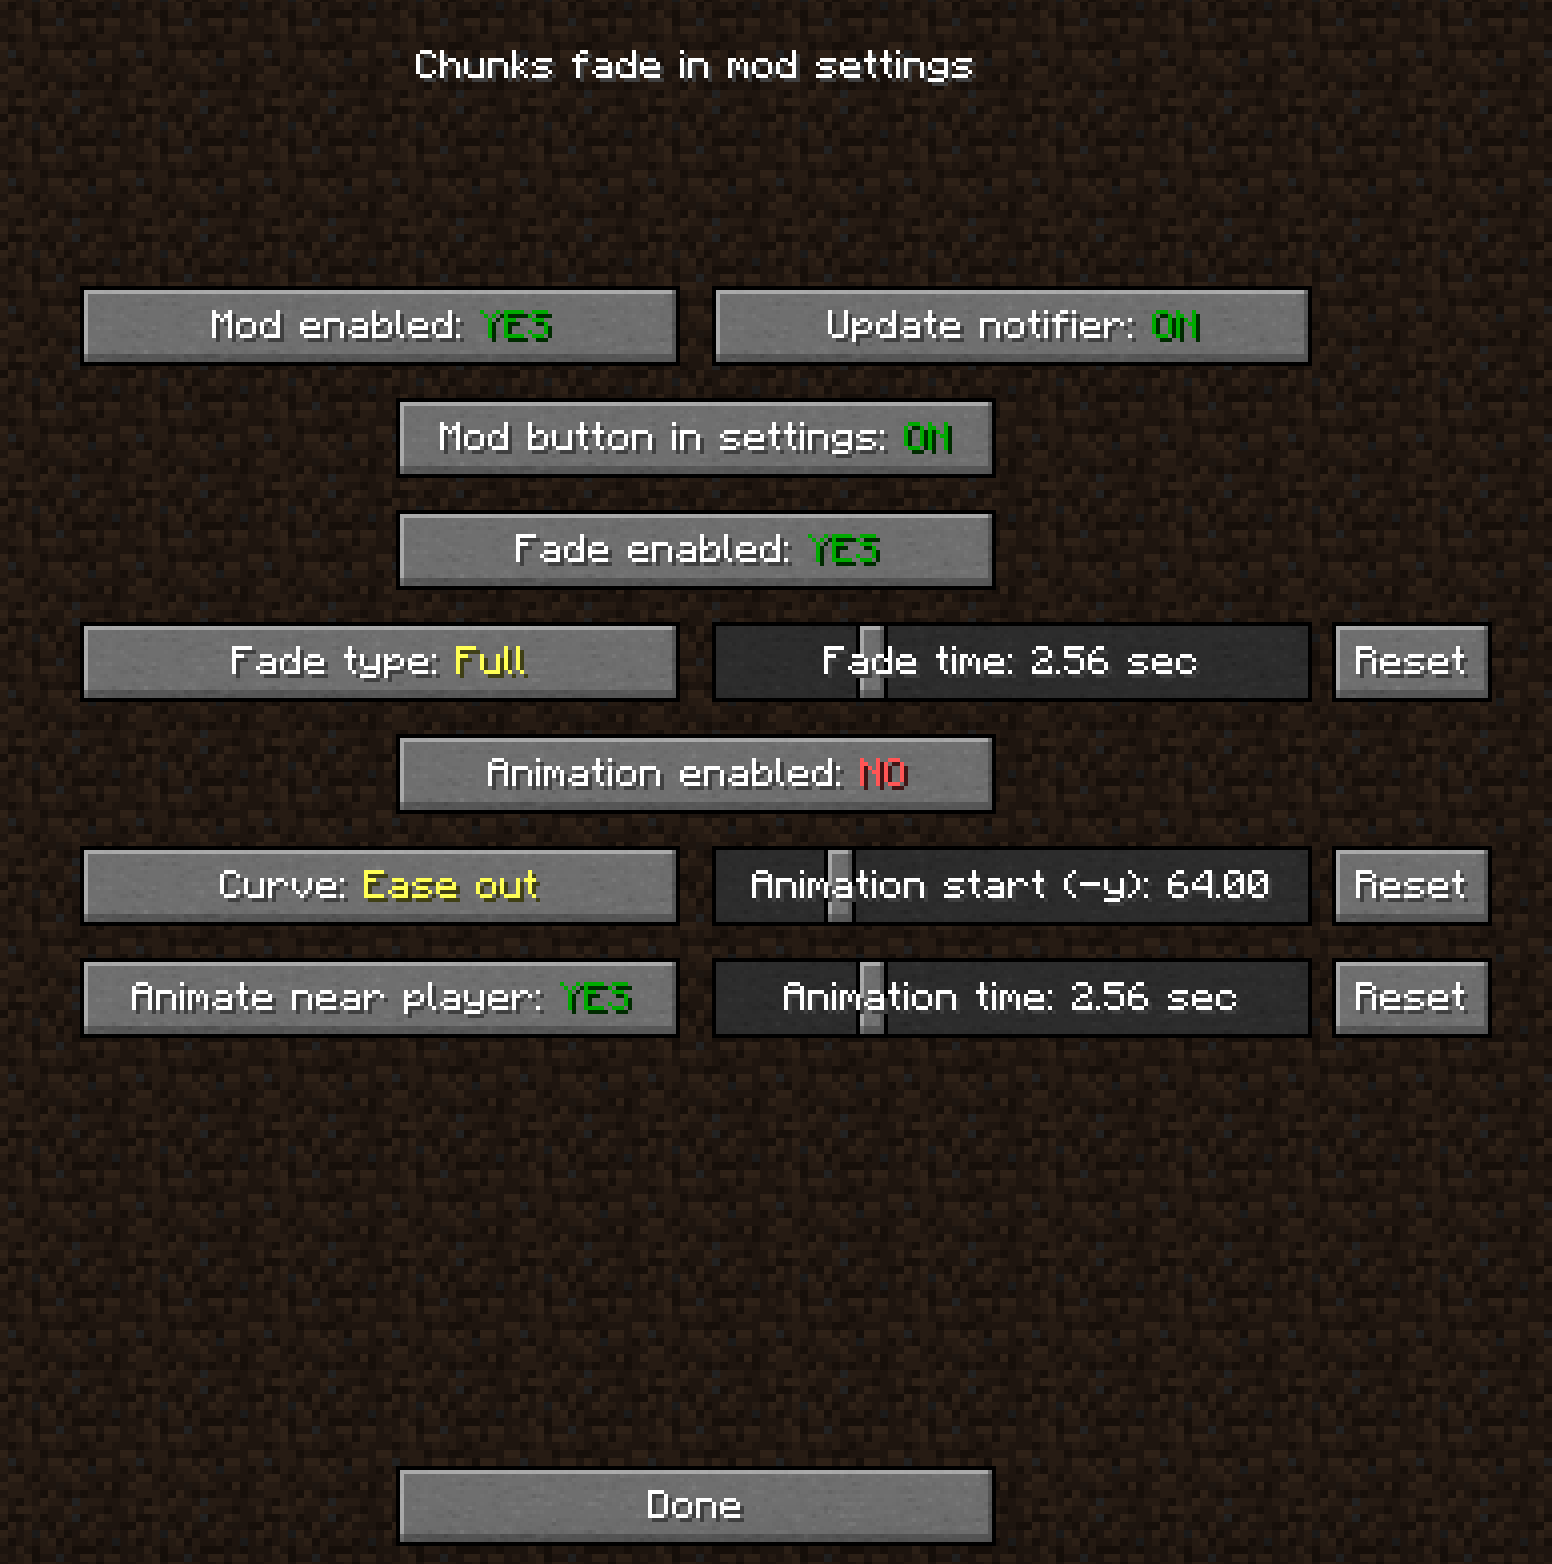 Chunks fade in mod settings
Mod enabled: YES
Update notifier: ON
Mod button in settings: ON
Fade enabled: YES
Fade type: Full
Fade time: 2.56 sec
Reset
Animation enabled: NO
Curve: Ease out
Animation start (-y): 64.00
Reset
Animate near player: YES
Animation time: 2.56 sec
Reset
Done